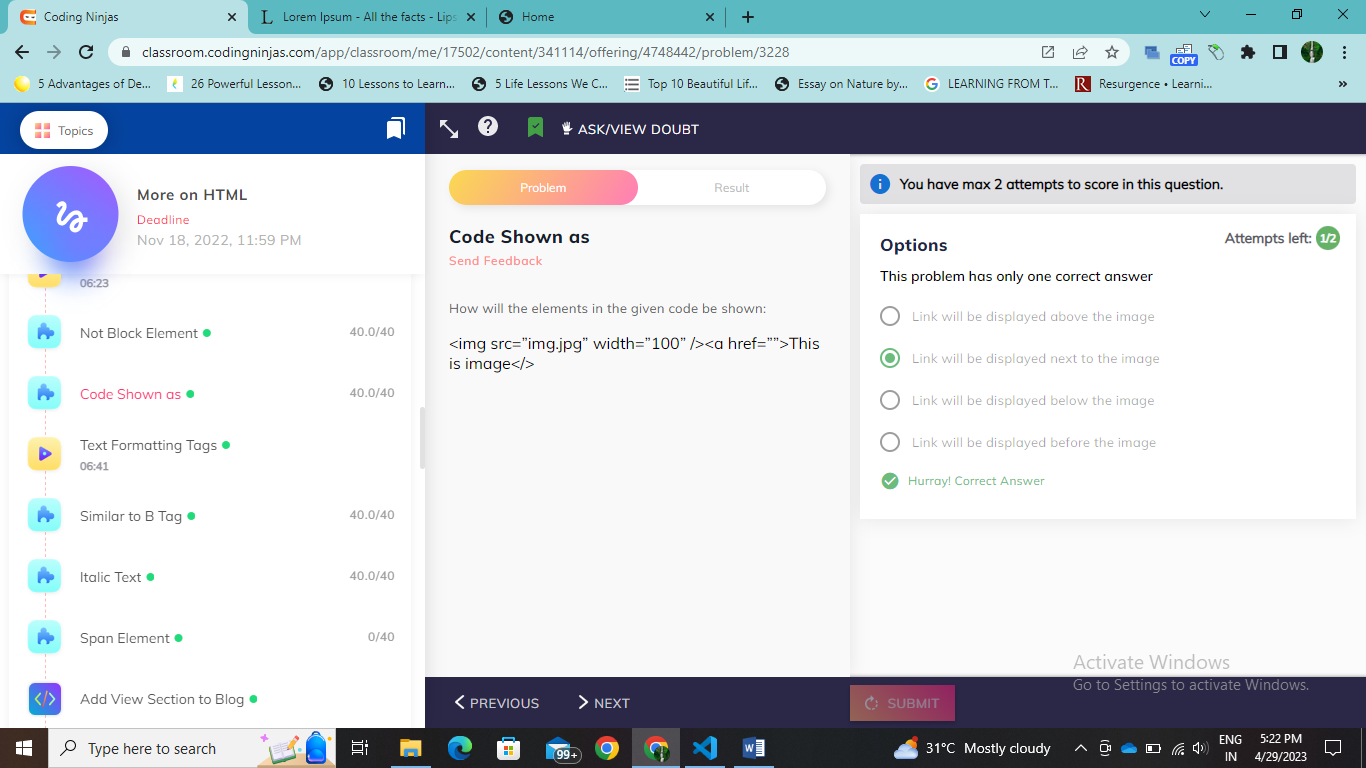 Coding Ninjas
Lorem Ipsum - All the facts - Lips
Home
classroom.codingninjas.com/app/classroom/me/17502/content/341114/offering/4748442/problem/3228
COPY
5 Advantages of De...
26 Powerful Lesson...
10 Lessons to Learn...
5 Life Lessons We C...
Top 10 Beautiful Lif...
Essay on Nature by...
LEARNING FROM T...
Resurgence • Learni...
»
Topics
ASK/VIEW DOUBT
More on HTML
Deadline
Nov 18, 2022, 11:59 PM
06:23
Not Block Element
40.0/40
Code Shown as
40.0/40
Text Formatting Tags
06:41
Similar to B Tag
40.0/40
Italic Text
40.0/40
Span Element
0/40
Add View Section to Blog
Problem
Result
Code Shown as
Send Feedback
How will the elements in the given code be shown:
<img src=”img.jpg” width=”100” /><a href=””>This
is image</>
You have max 2 attempts to score in this question.
Options
Attempts left: 1/2
This problem has only one correct answer
Link will be displayed above the image
Link will be displayed next to the image
Link will be displayed below the image
Link will be displayed before the image
Hurray! Correct Answer
Activate Windows
Go to Settings to activate Windows.
PREVIOUS
NEXT
SUBMIT
Type here to search
99+
31°C Mostly cloudy
ENG
IN
5:22 PM
4/29/2023